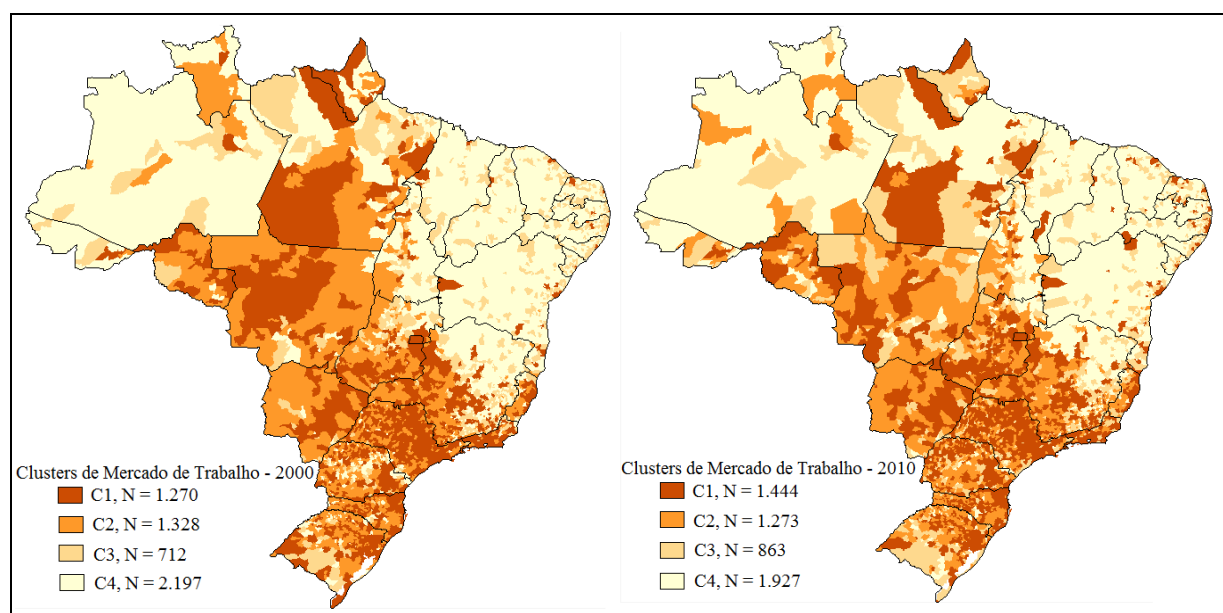 Clusters de Mercado de Trabalho - 2000
C1, N = 1.270
C2, N = 1.328
C3, N = 712
C4, N = 2.197
Clusters de Mercado de Trabalho - 2010
C1, N = 1.444
C2, N = 1.273
C3, N = 863
C4, N = 1.927